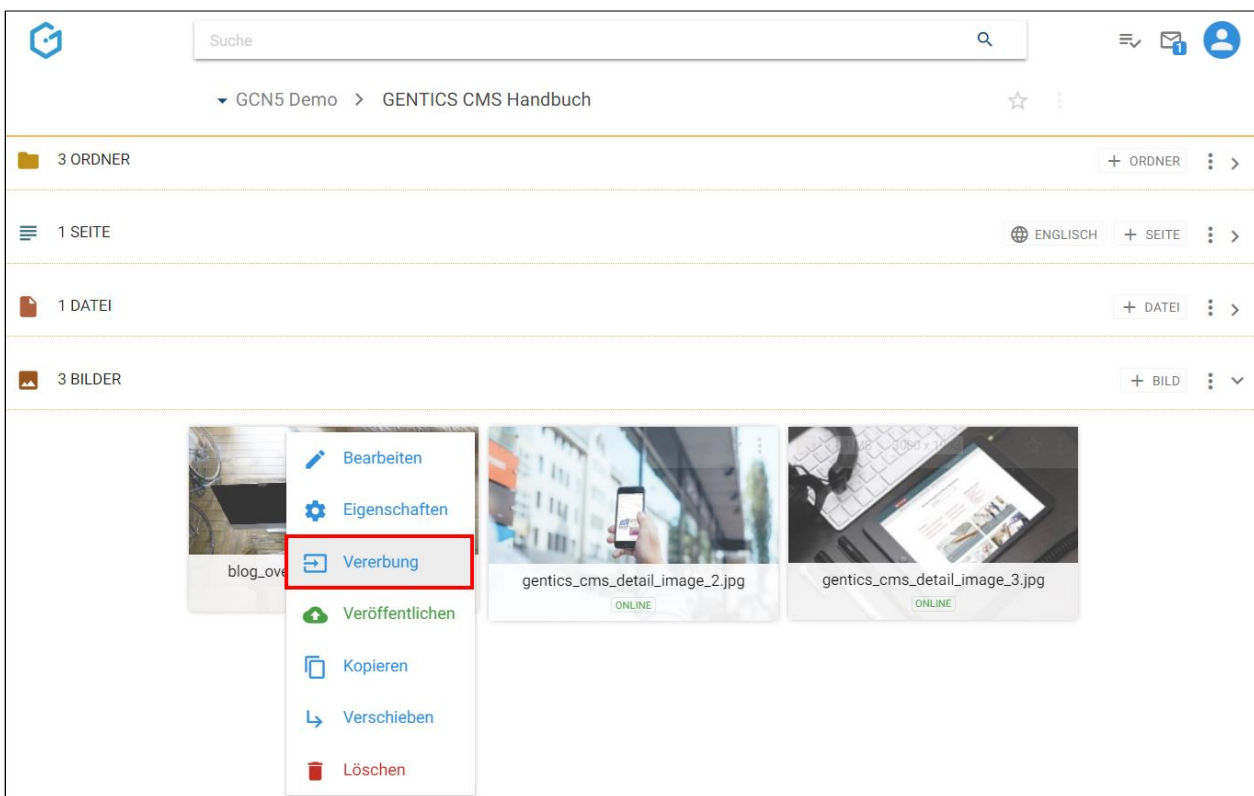 Suche
1
GCN5 Demo > GENTICS CMS Handbuch
3 ORDNER
+ ORDNER
1 SEITE
ENGLISCH
+ SEITE
1 DATEI
+ DATEI
3 BILDER
+ BILD
Bearbeiten
Eigenschaften
Vererbung
Veröffentlichen
Kopieren
Verschieben
Löschen
blog_ove
gentics_cms_detail_image_2.jpg
ONLINE
gentics_cms_detail_image_3.jpg
ONLINE